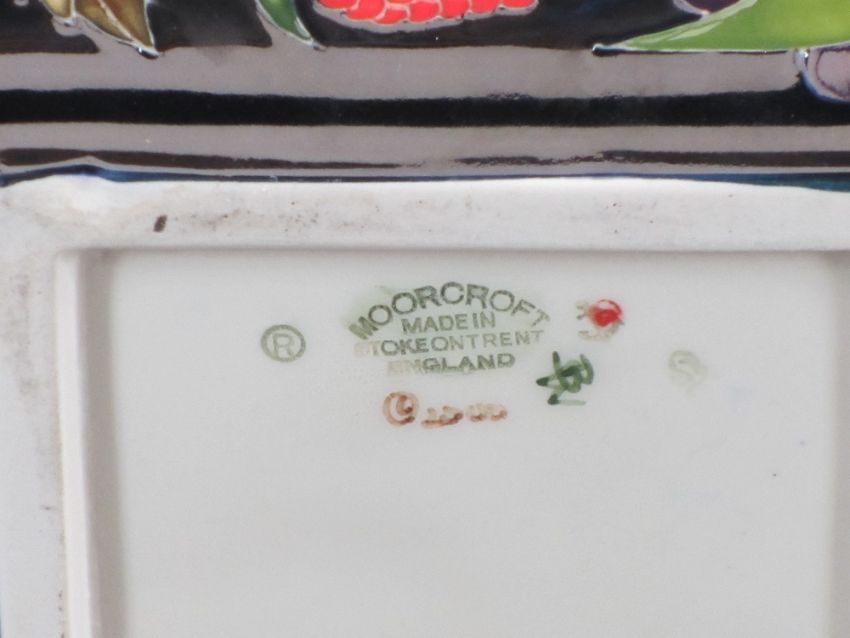 MOORCROFT
MADE IN
STOKE ON TRENT
ENGLAND
®
©